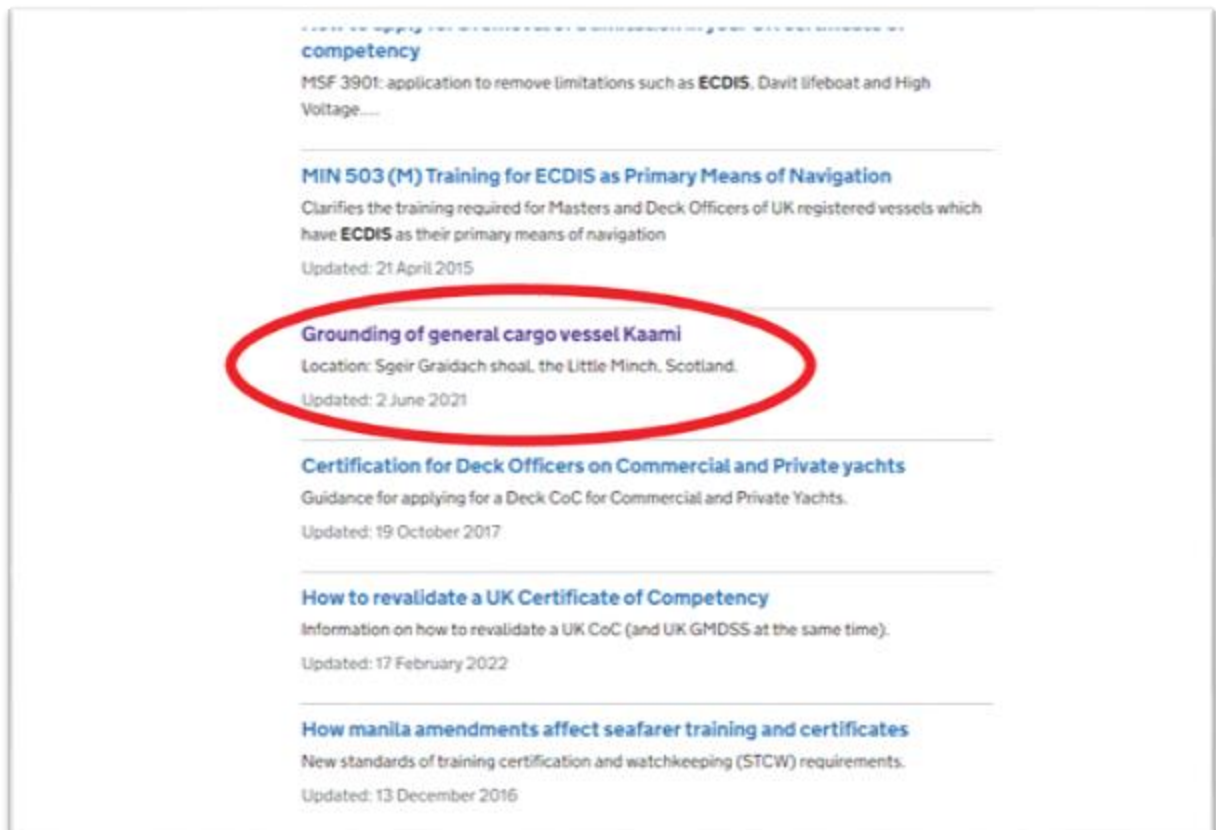 competency
MSF 3901: application to remove limitations such as ECDIS, Davit lifeboat and High
Voltage.....
MIN 503 (M) Training for ECDIS as Primary Means of Navigation
Clarifies the training required for Masters and Deck Officers of UK registered vessels which
have ECDIS as their primary means of navigation
Updated: 21 April 2015
Grounding of general cargo vessel Kaami
Location: Sgeir Graidach shoal, the Little Minch, Scotland.
Updated: 2 June 2021
Certification for Deck Officers on Commercial and Private yachts
Guidance for applying for a Deck CoC for Commercial and Private Yachts.
Updated: 19 October 2017
How to revalidate a UK Certificate of Competency
Information on how to revalidate a UK CoC (and UK GMDSS at the same time).
Updated: 17 February 2022
How manila amendments affect seafarer training and certificates
New standards of training certification and watchkeeping (STCW) requirements.
Updated: 13 December 2016